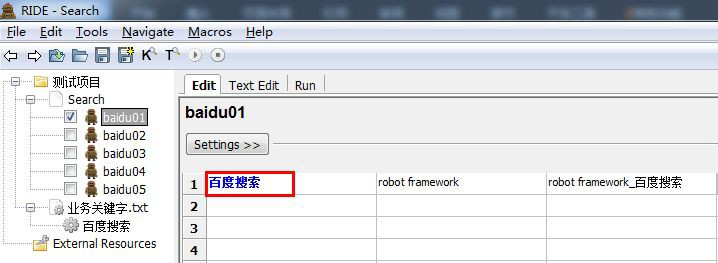 RIDE - Search
File Edit Tools Navigate Macros Help
K T
测试项目
Search
baidu01
baidu02
baidu03
baidu04
baidu05
业务关键字.txt
百度搜索
External Resources
Edit Text Edit Run
baidu01
Settings >>
1 百度搜索 robot framework robot framework_百度搜索
2
3
4